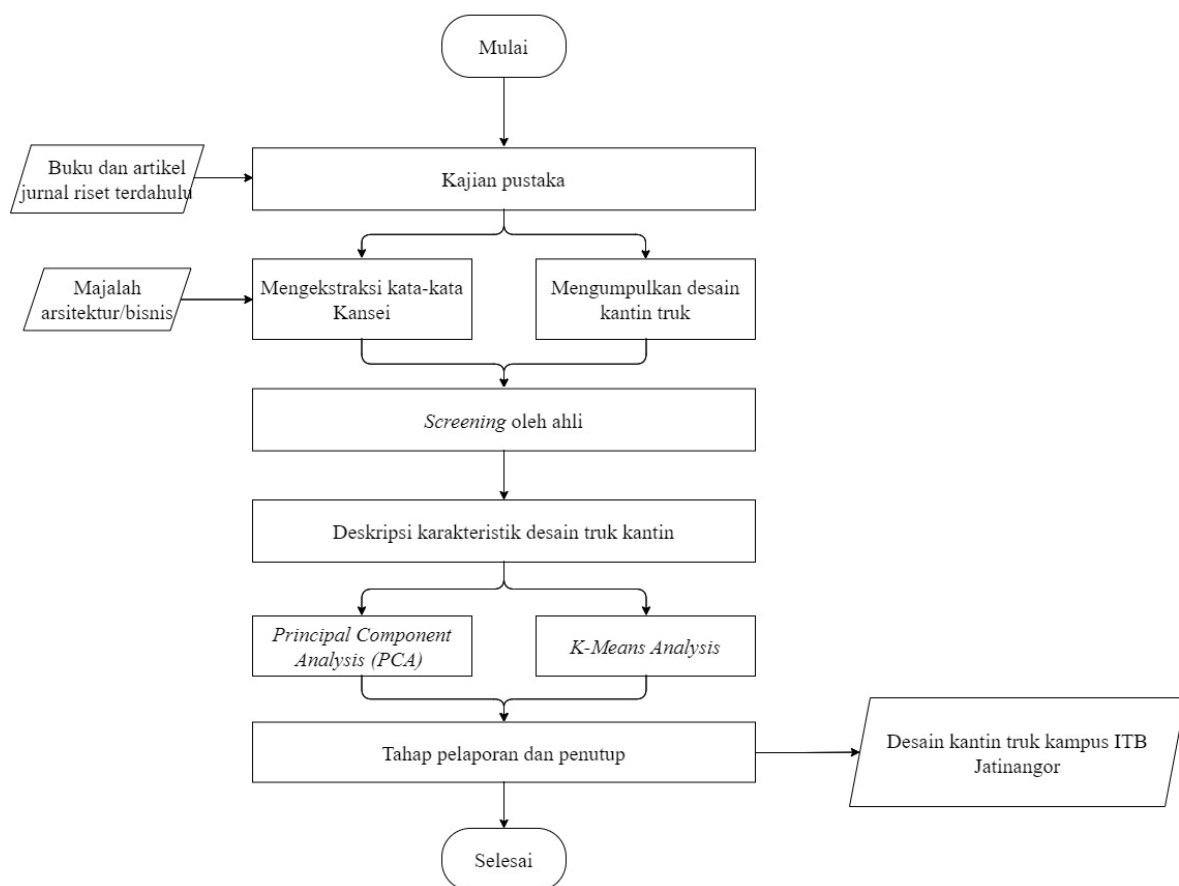 Mulai
Buku dan artikel
jurnal riset terdahulu
Kajian pustaka
Majalah
arsitektur/bisnis
Mengekstraksi kata-kata
Kansei
Mengumpulkan desain
kantin truk
Screening oleh ahli
Deskripsi karakteristik desain truk kantin
Principal Component
Analysis (PCA)
K-Means Analysis
Tahap pelaporan dan penutup
Desain kantin truk kampus ITB
Jatinangor
Selesai